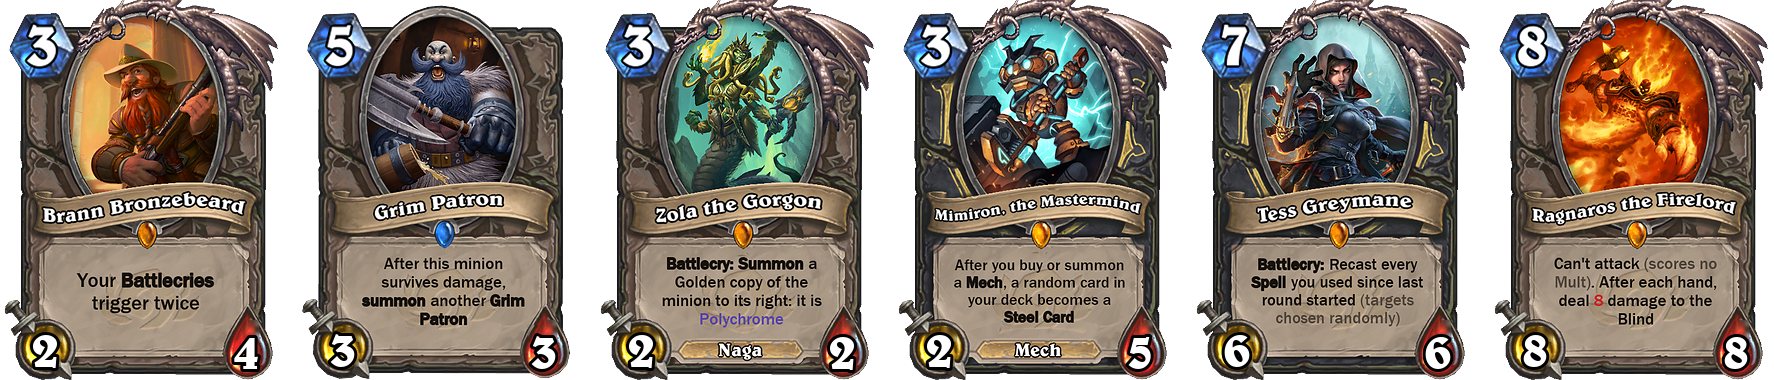 3
Brann Bronzebeard
Your Battlecries
trigger twice
2
4
5
Grim Patron
After this minion
survives damage,
summon another Grim
Patron
3
3
3
Zola the Gorgon
Battlecry: Summon a
Golden copy of the
minion to its right: it is
Polychrome
Naga
2
2
3
Mimiron, the Mastermind
After you buy or summon
a Mech, a random card in
your deck becomes a
Steel Card
Mech
2
5
7
Tess Greymane
Battlecry: Recast every
Spell you used since last
round started (targets
chosen randomly)
6
6
8
Ragnaros the Firelord
Can't attack (scores no
Mult). After each hand,
deal 8 damage to the
Blind
8
8